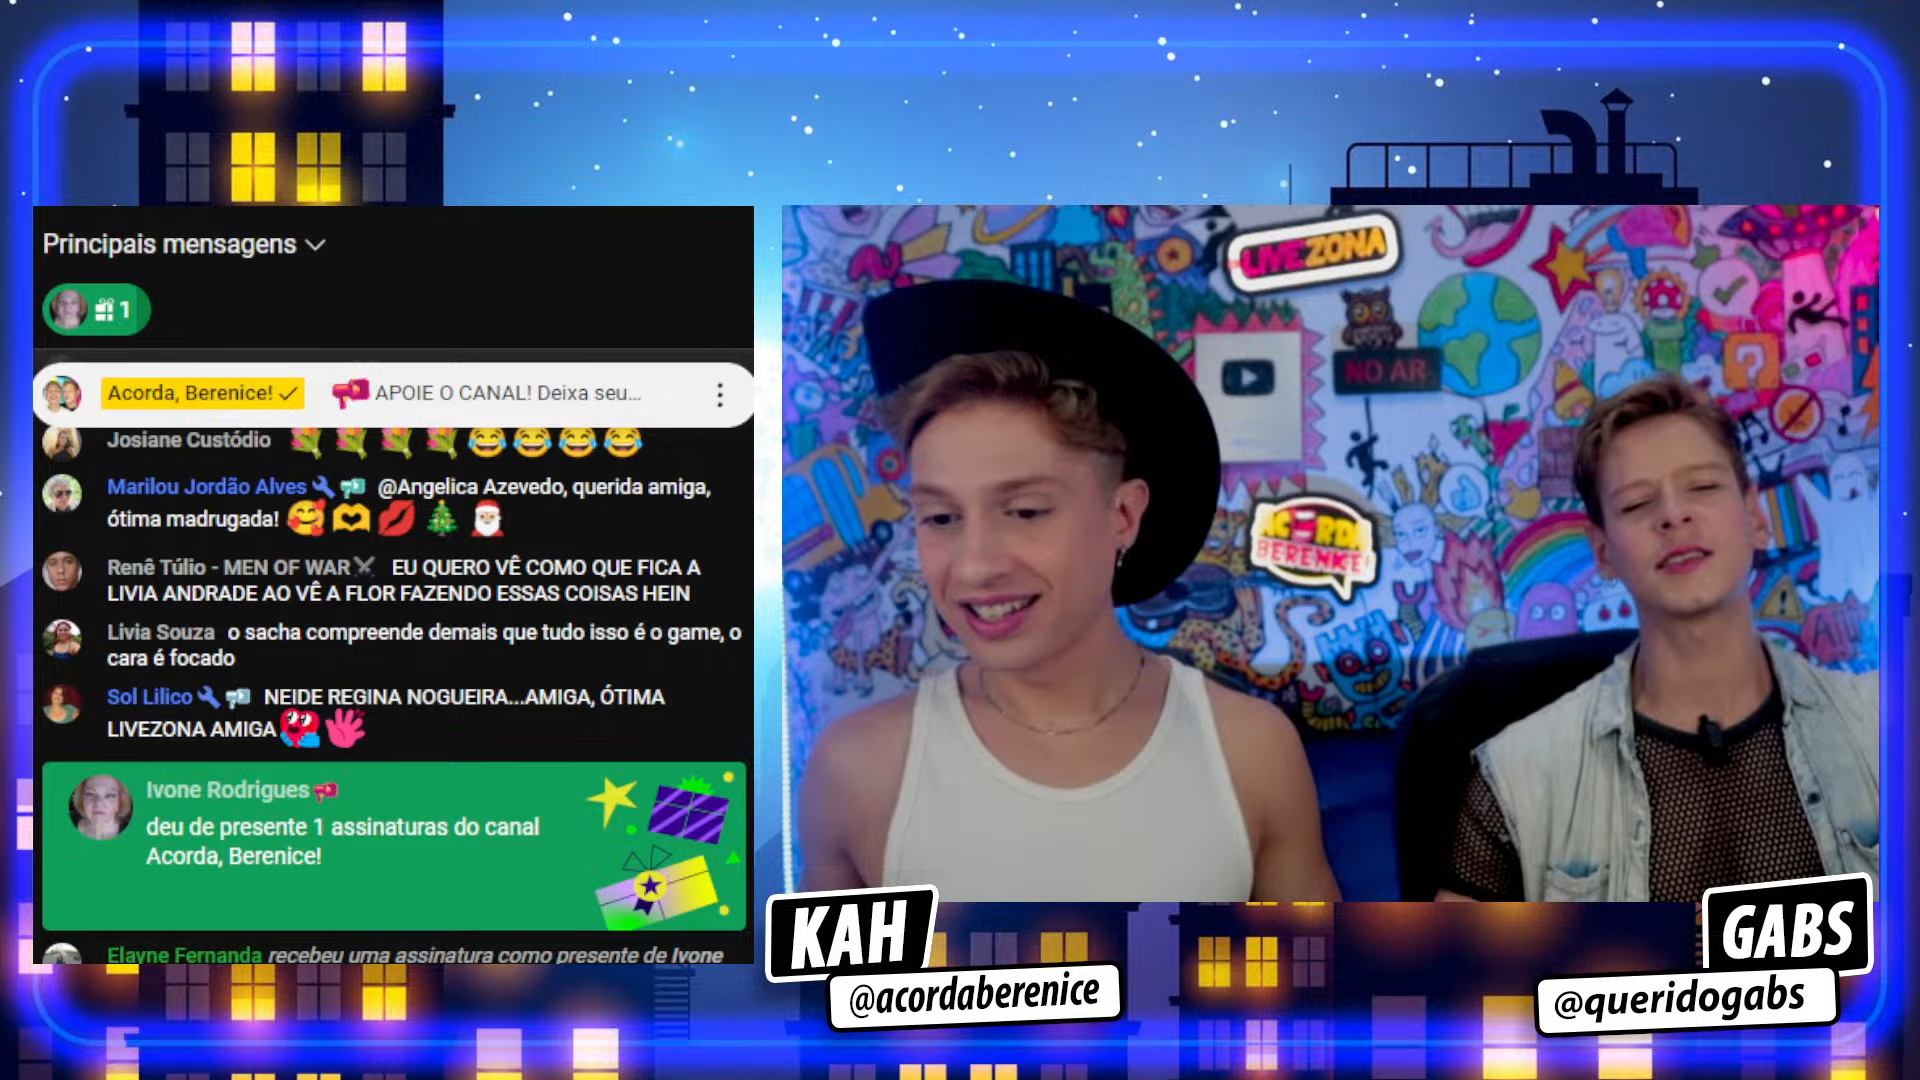 Principais mensagens
1
Acorda, Berenice! APOIE O CANAL! Deixa seu...
Josiane Custódio
Marilou Jordão Alves @Angelica Azevedo, querida amiga,
ótima madrugada!
Renê Túlio - MEN OF WAR EU QUERO VÊ COMO QUE FICA A
LIVIA ANDRADE AO VÊ A FLOR FAZENDO ESSAS COISAS HEIN
Livia Souza o sacha compreende demais que tudo isso é o game, o
cara é focado
Sol Lilico NEIDE REGINA NOGUEIRA...AMIGA, ÓTIMA
LIVEZONA AMIGA
Ivone Rodrigues
deu de presente 1 assinaturas do canal
Acorda, Berenice!
Elayne Fernanda recebeu uma assinatura como presente de Ivone
LIVEZONA
NO AR
ACORDA
BERENICE!
KAH
@acordaberenice
GABS
@queridogabs